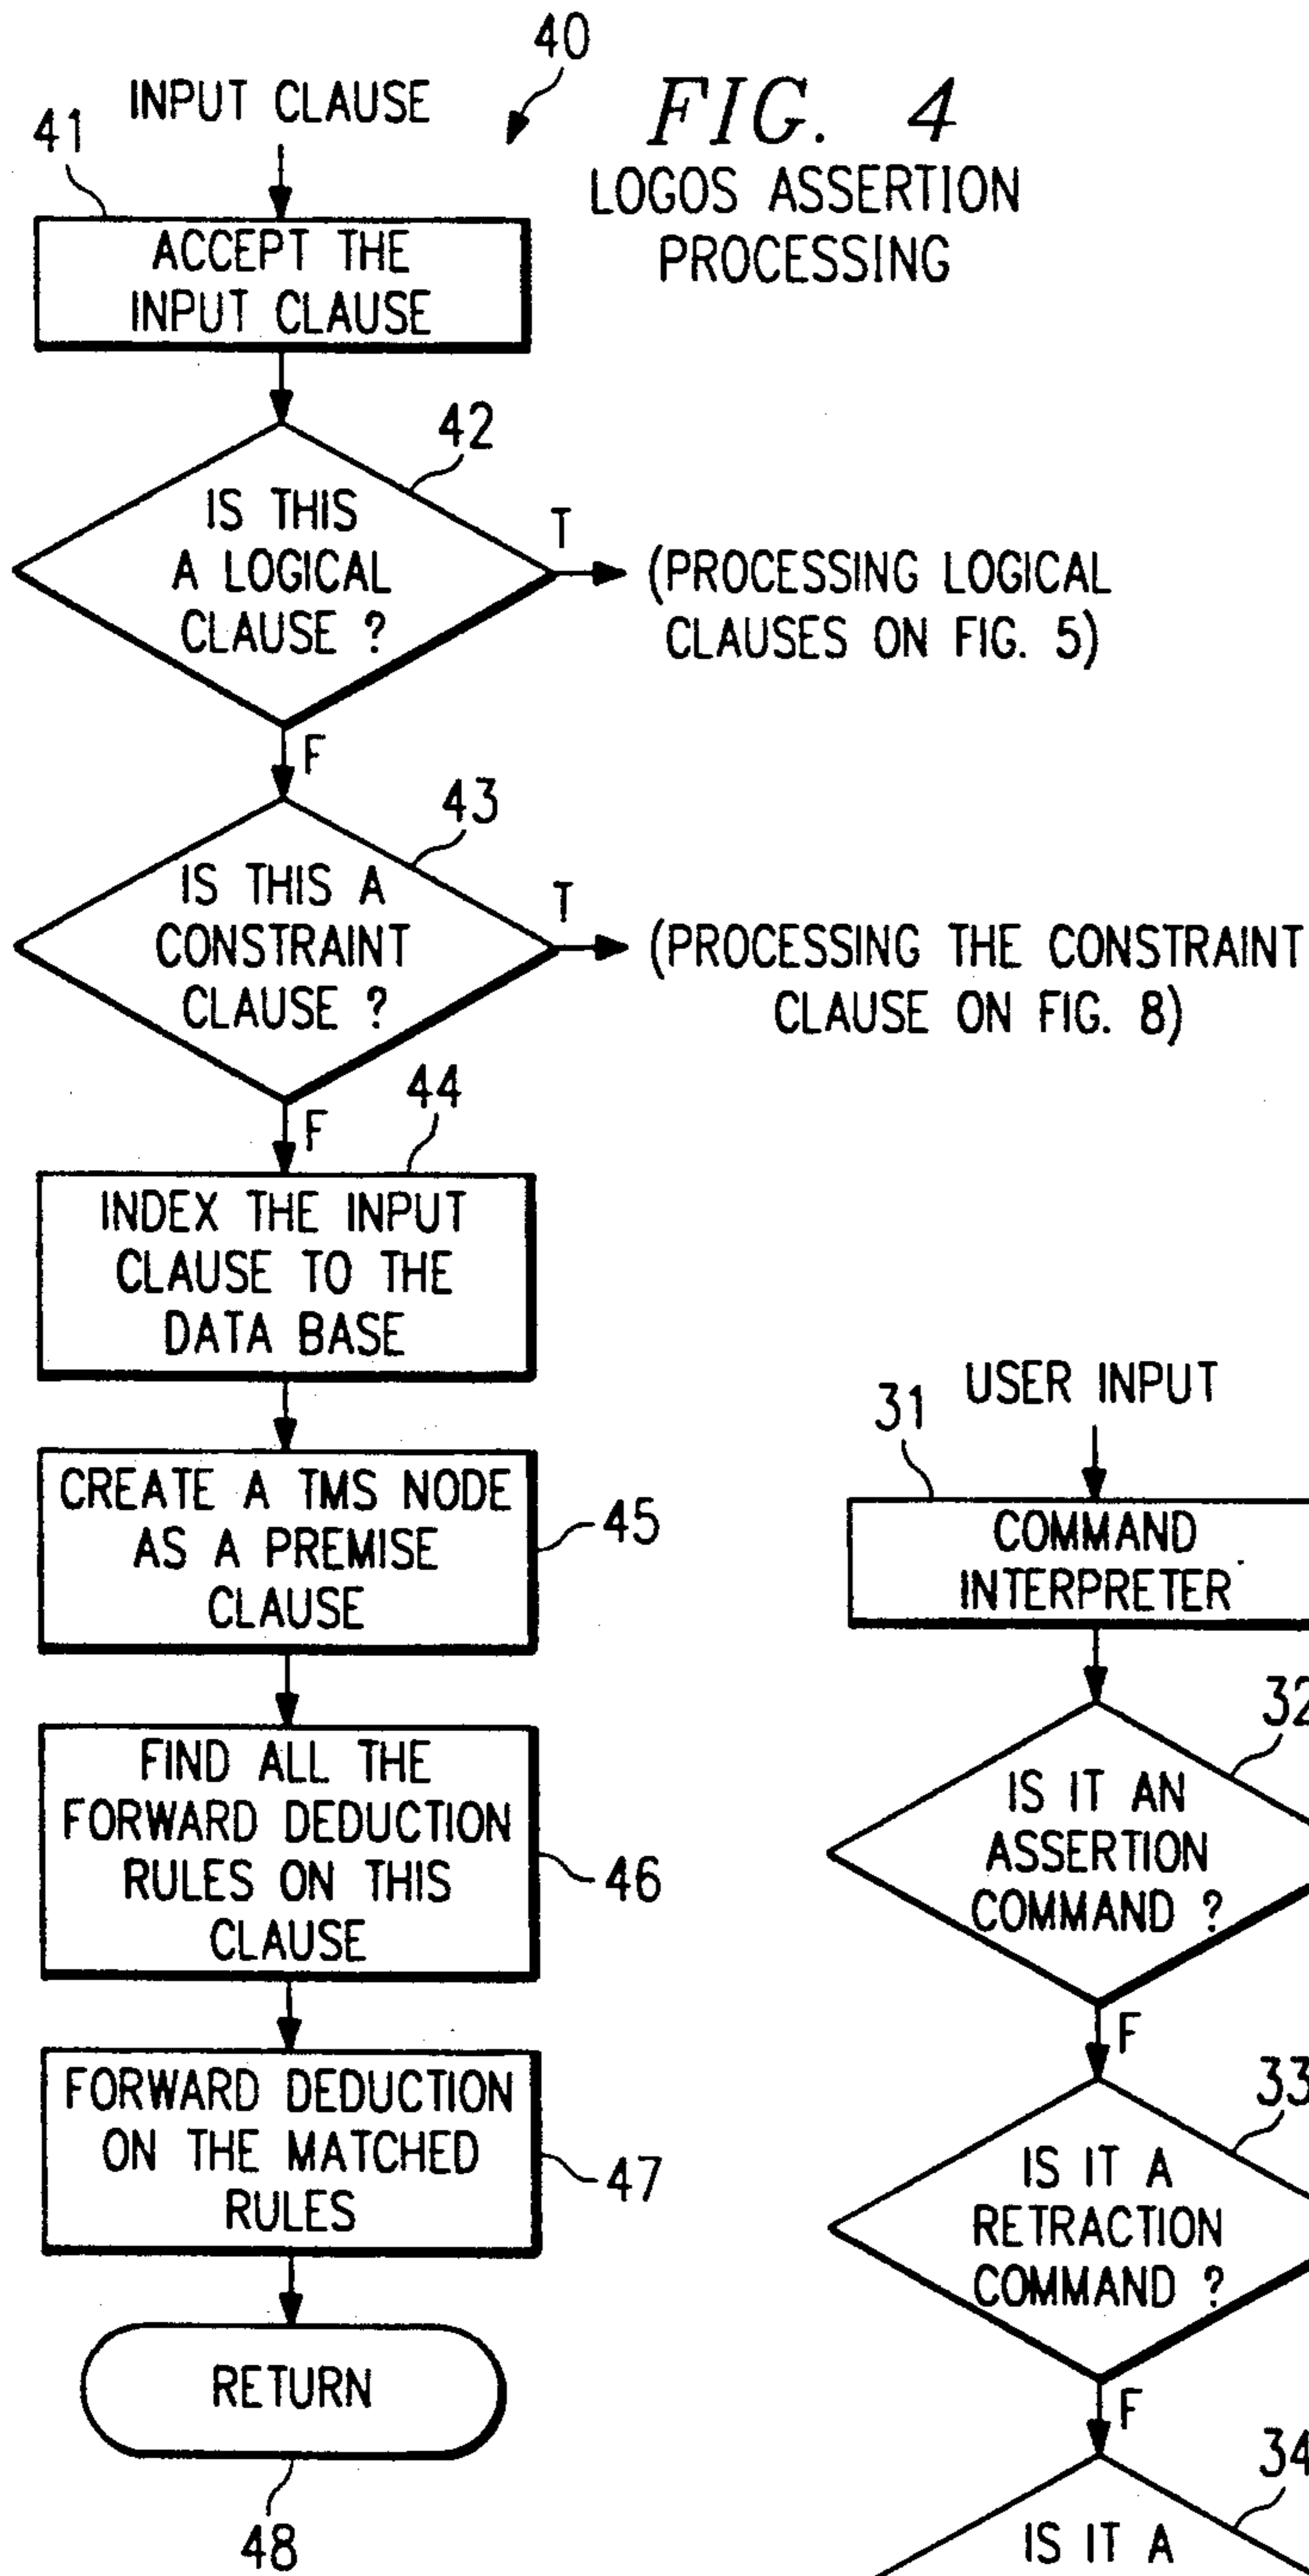 40
FIG. 4
LOGOS ASSERTION
PROCESSING
INPUT CLAUSE
41
ACCEPT THE
INPUT CLAUSE
42
IS THIS
A LOGICAL
CLAUSE ?
T
(PROCESSING LOGICAL
CLAUSES ON FIG. 5)
F
43
IS THIS A
CONSTRAINT
CLAUSE ?
T
(PROCESSING THE CONSTRAINT
CLAUSE ON FIG. 8)
F
44
INDEX THE INPUT
CLAUSE TO THE
DATA BASE
CREATE A TMS NODE
AS A PREMISE
CLAUSE
45
FIND ALL THE
FORWARD DEDUCTION
RULES ON THIS
CLAUSE
46
FORWARD DEDUCTION
ON THE MATCHED
RULES
47
RETURN
48
USER INPUT
31
COMMAND
INTERPRETER
32
IS IT AN
ASSERTION
COMMAND ?
F
33
IS IT A
RETRACTION
COMMAND ?
F
34
IS IT A